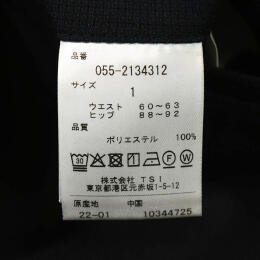 品番
055-2134312
サイズ
1
ウエスト 60~63
ヒップ 88~92
品質
ポリエステル 100%
株式会社 TSI
東京都港区元赤坂1-5-12
原産地 中国
22-01 10344725